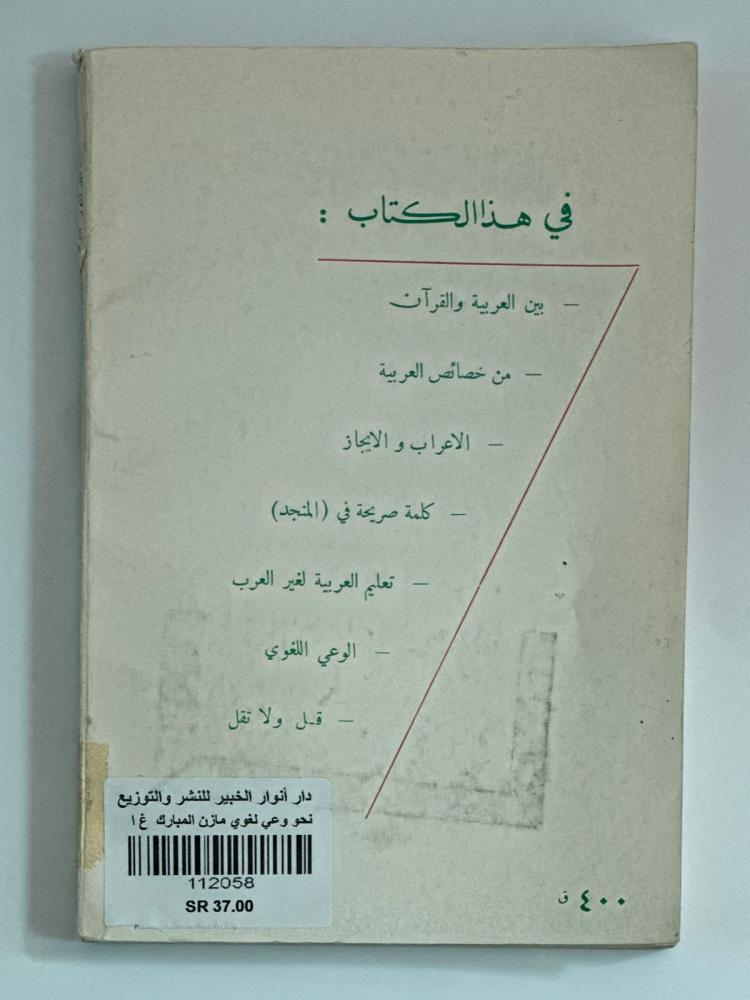 في هذا الكتاب :
— بين العربية والقرآن
— من خصائص العربية
— الاعراب و الايجاز
— كلمة صريحة في (المنجد)
— تعليم العربية لغير العرب
— الوعي اللغوي
— قل ولا تقل
دار أنوار الخبير للنشر والتوزيع
نحو وعي لغوي مازن المبارك غ ا
112058
SR 37.00
٤٠٠ ق